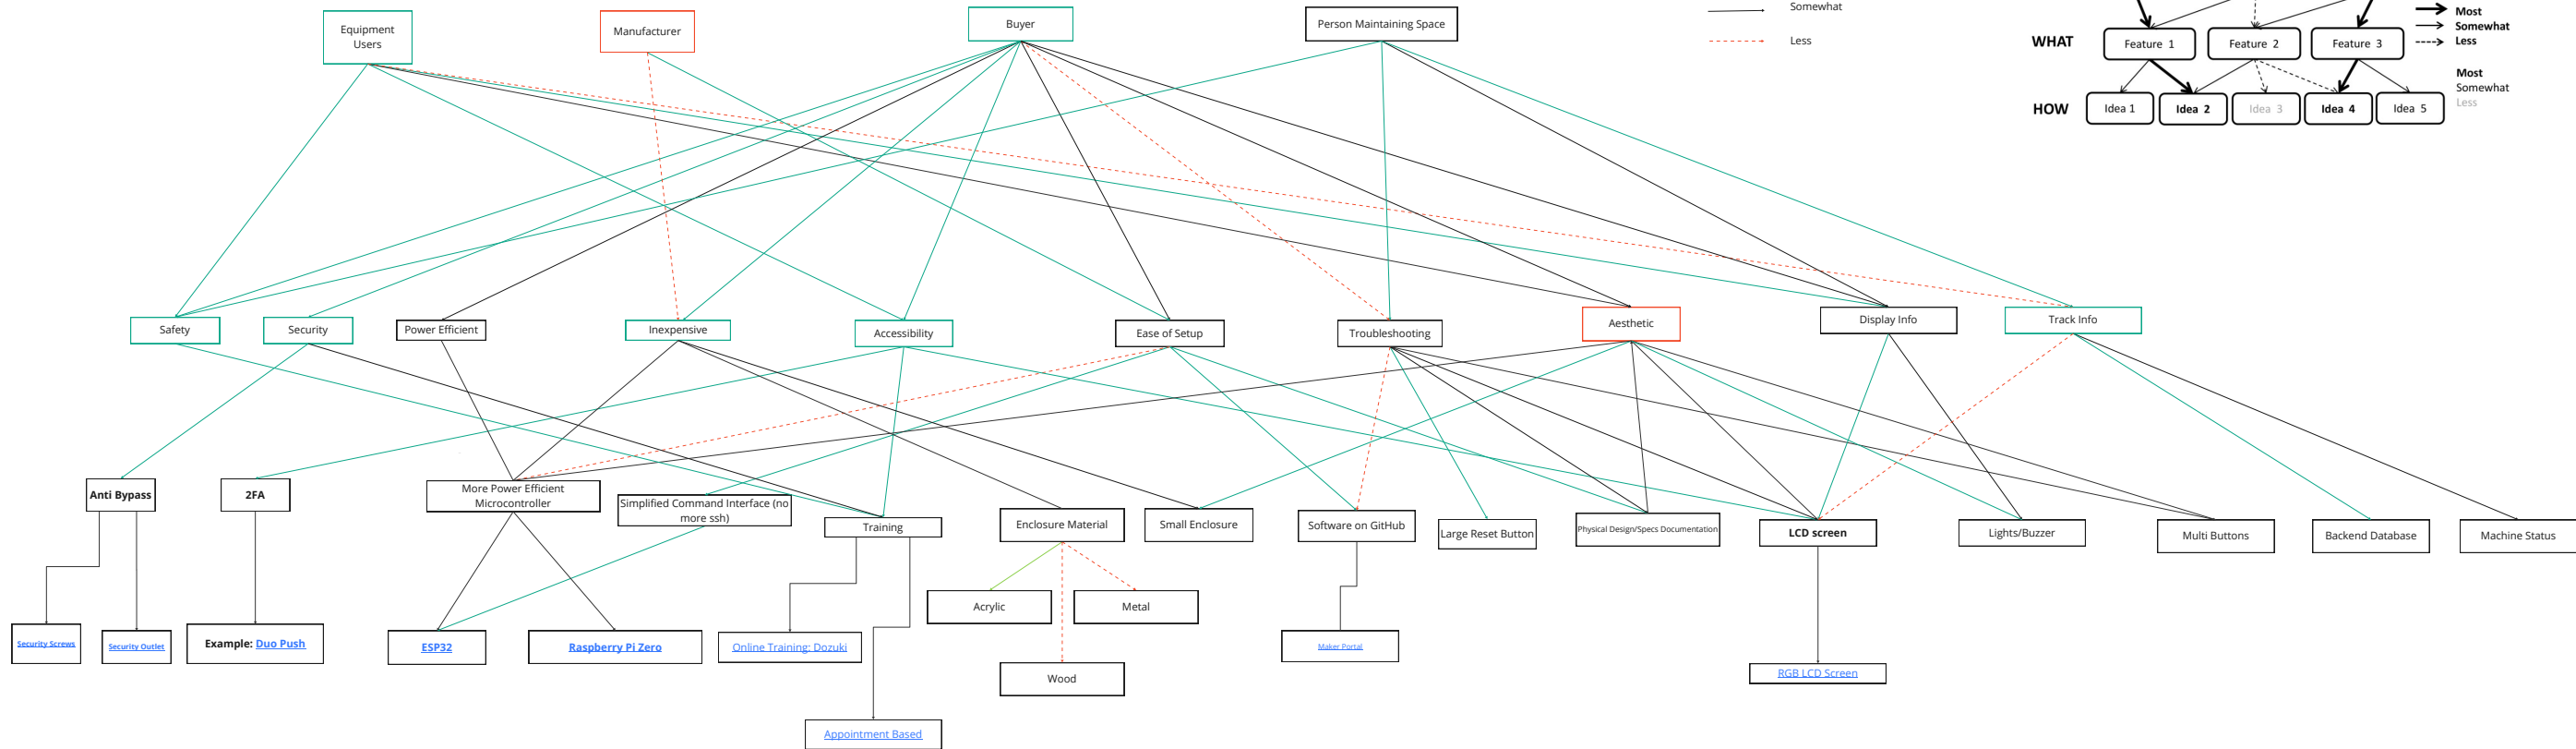 Equipment
Users
Manufacturer
Buyer
Person Maintaining Space
Somewhat
Less
Most
Somewhat
Less
WHAT
Feature 1
Feature 2
Feature 3
Most
Somewhat
Less
HOW
Idea 1
Idea 2
Idea 3
Idea 4
Idea 5
Safety
Security
Power Efficient
Inexpensive
Accessibility
Ease of Setup
Troubleshooting
Aesthetic
Display Info
Track Info
Anti Bypass
2FA
More Power Efficient
Microcontroller
Simplified Command Interface (no
more ssh)
Training
Enclosure Material
Small Enclosure
Software on GitHub
Large Reset Button
Physical Design/Specs Documentation
LCD screen
Lights/Buzzer
Multi Buttons
Backend Database
Machine Status
Acrylic
Metal
Wood
Security Screws
Security Outlet
Example: Duo Push
ESP32
Raspberry Pi Zero
Online Training: Dozuki
Maker Portal
RGB LCD Screen
Appointment Based